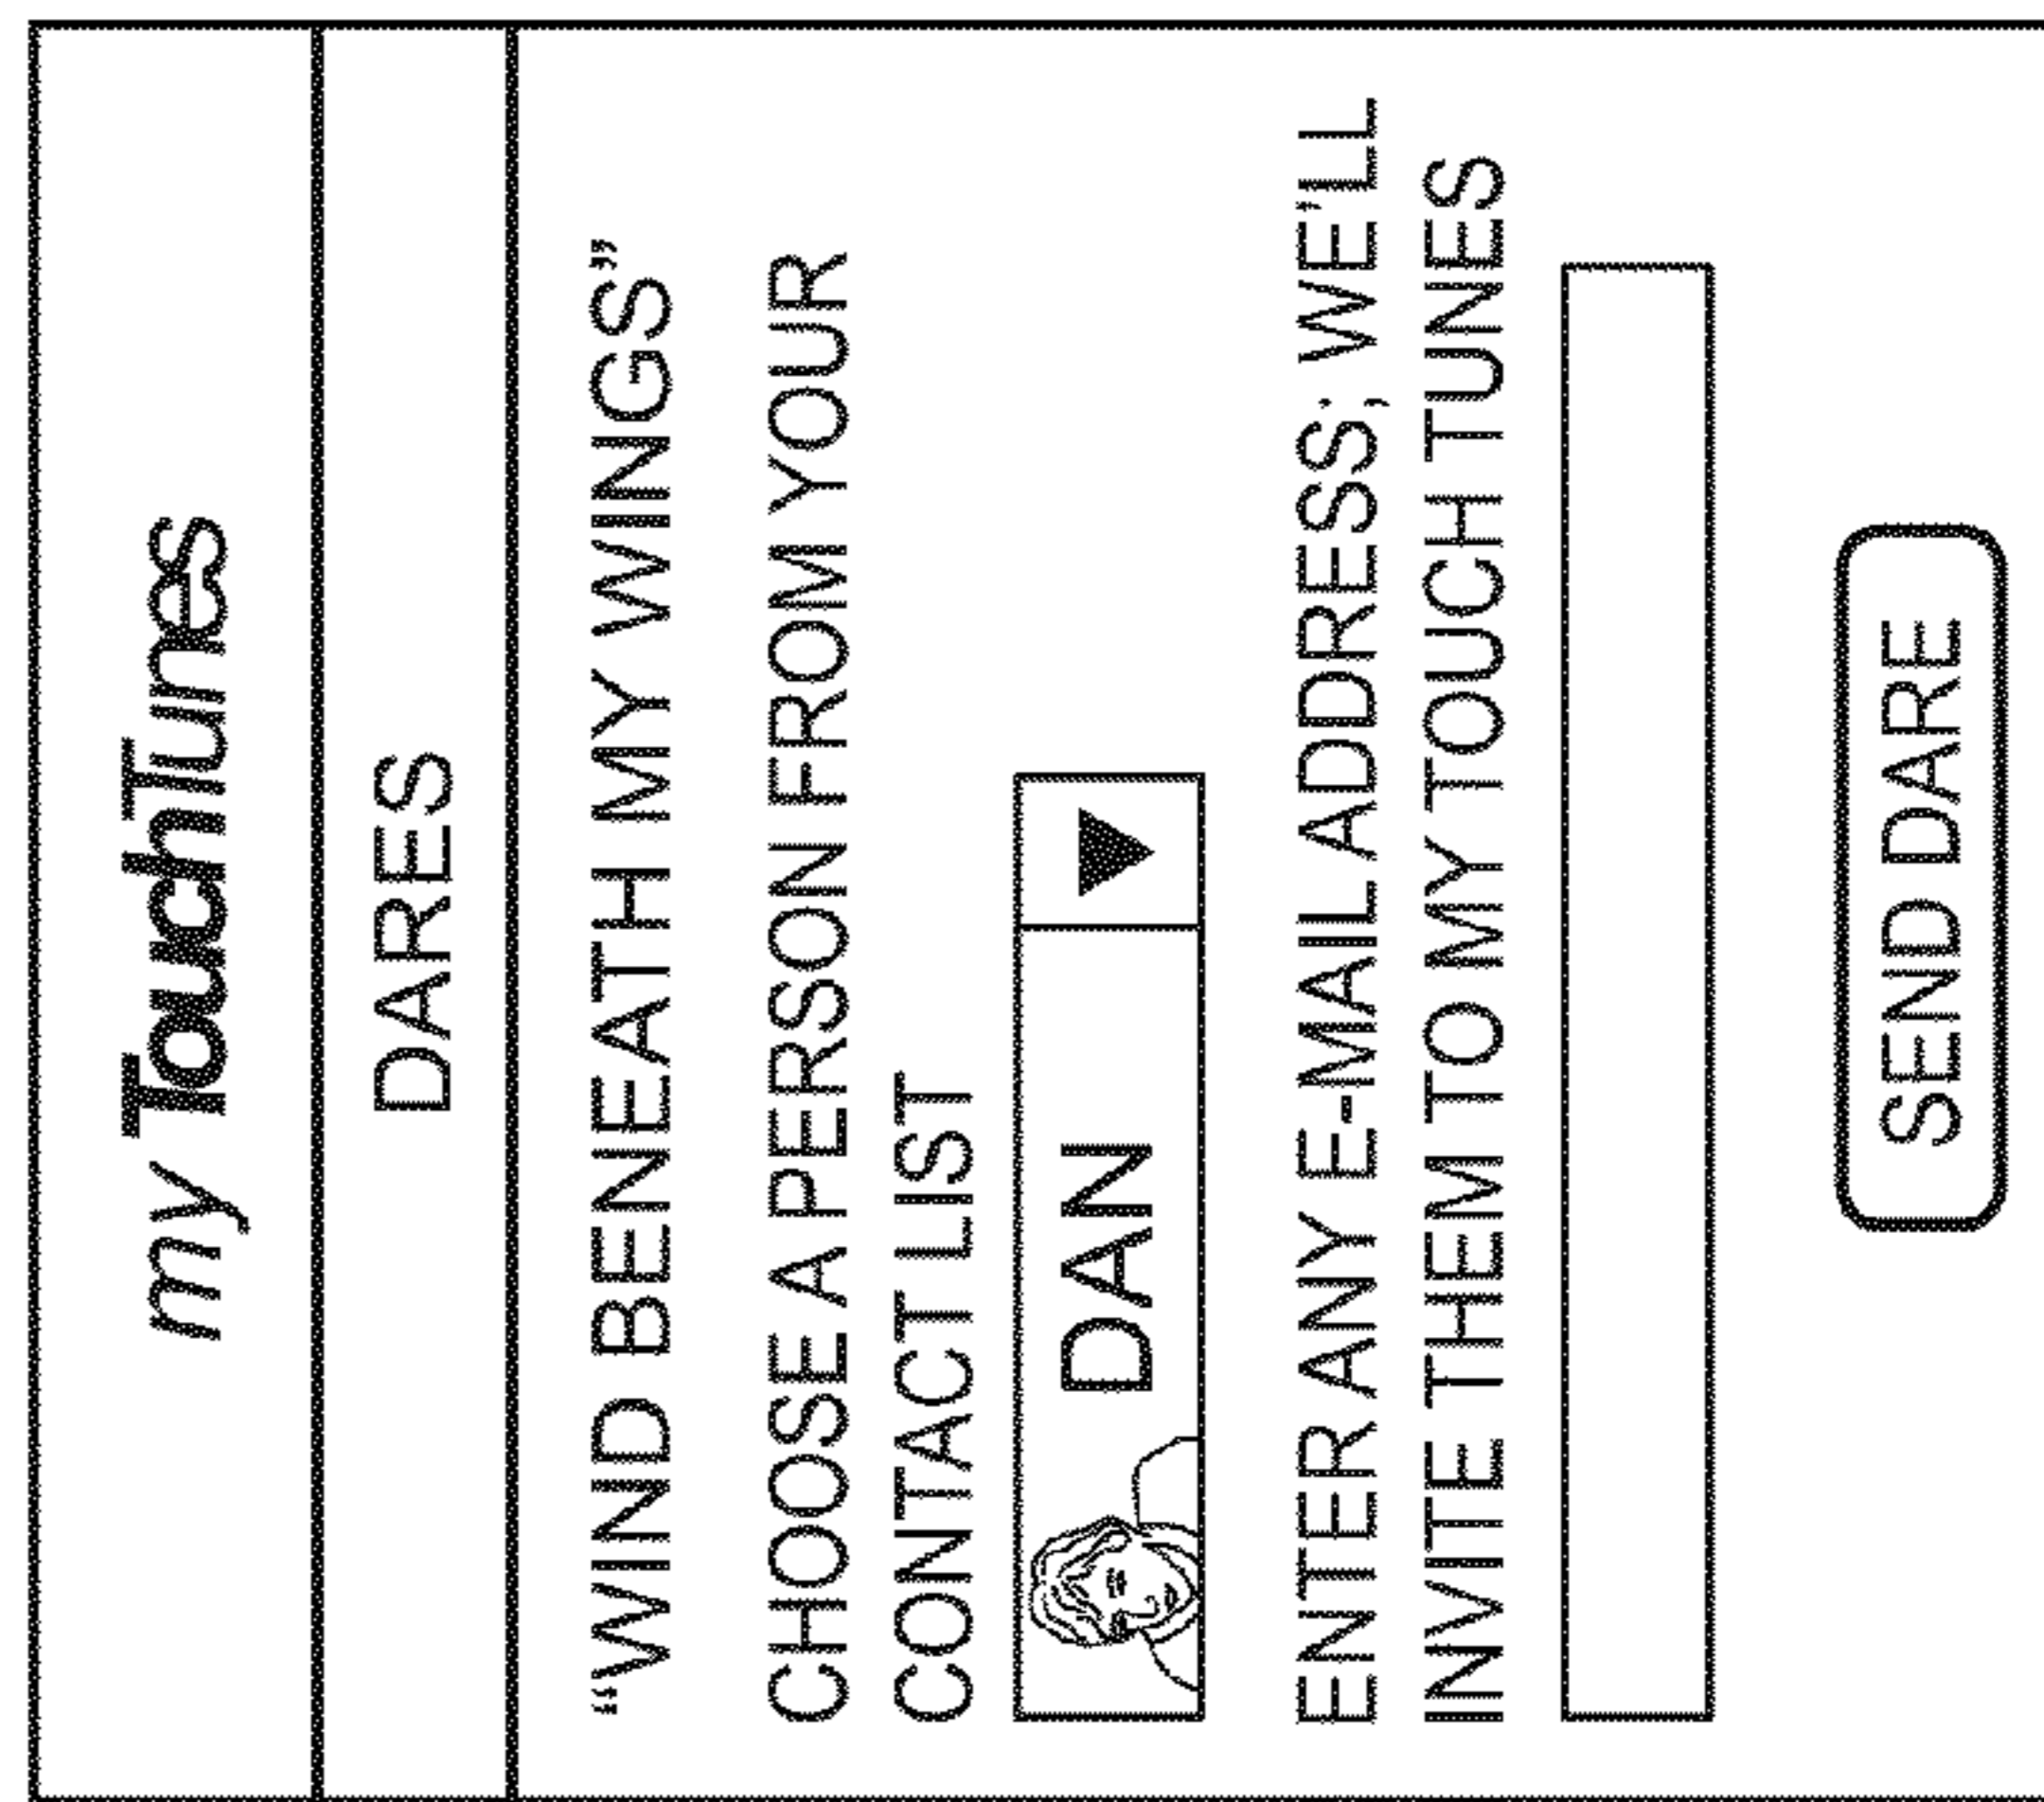 my TouchTunes
DARES
“WIND BENEATH MY WINGS”
CHOOSE A PERSON FROM YOUR
CONTACT LIST
DAN
ENTER ANY E-MAIL ADDRESS; WE'LL
INVITE THEM TO MY TOUCH TUNES
SEND DARE